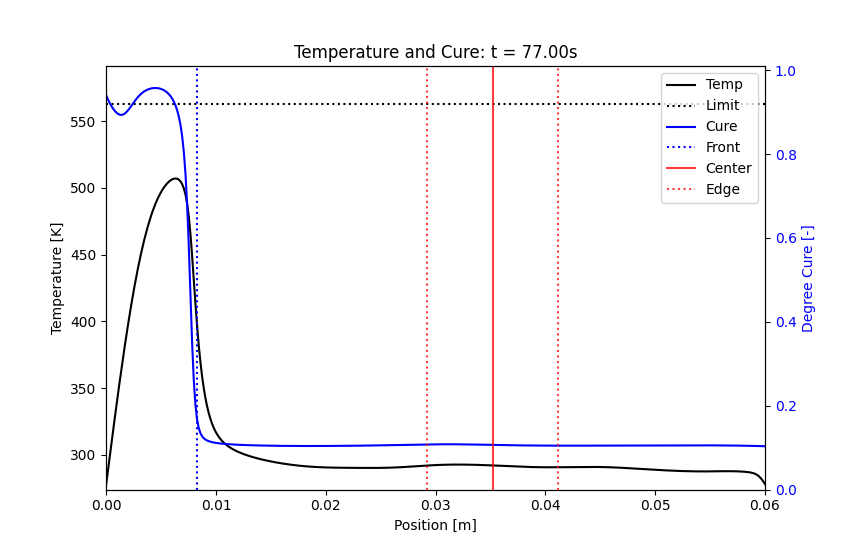 Temperature and Cure: t = 77.00s
Temperature [K]
550
500
450
400
350
300
0.00
0.01
0.02
0.03
0.04
0.05
0.06
Position [m]
1.0
0.8
0.6
0.4
0.2
0.0
Degree Cure [-]
Temp
Limit
Cure
Front
Center
Edge